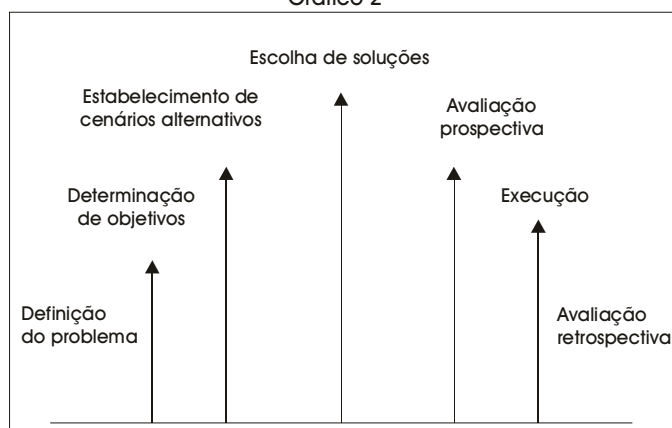 Gráfico 2
Escolha de soluções
Estabelecimento de
cenários alternativos
Avaliação
prospectiva
Determinação
de objetivos
Execução
Definição
do problema
Avaliação
retrospectiva